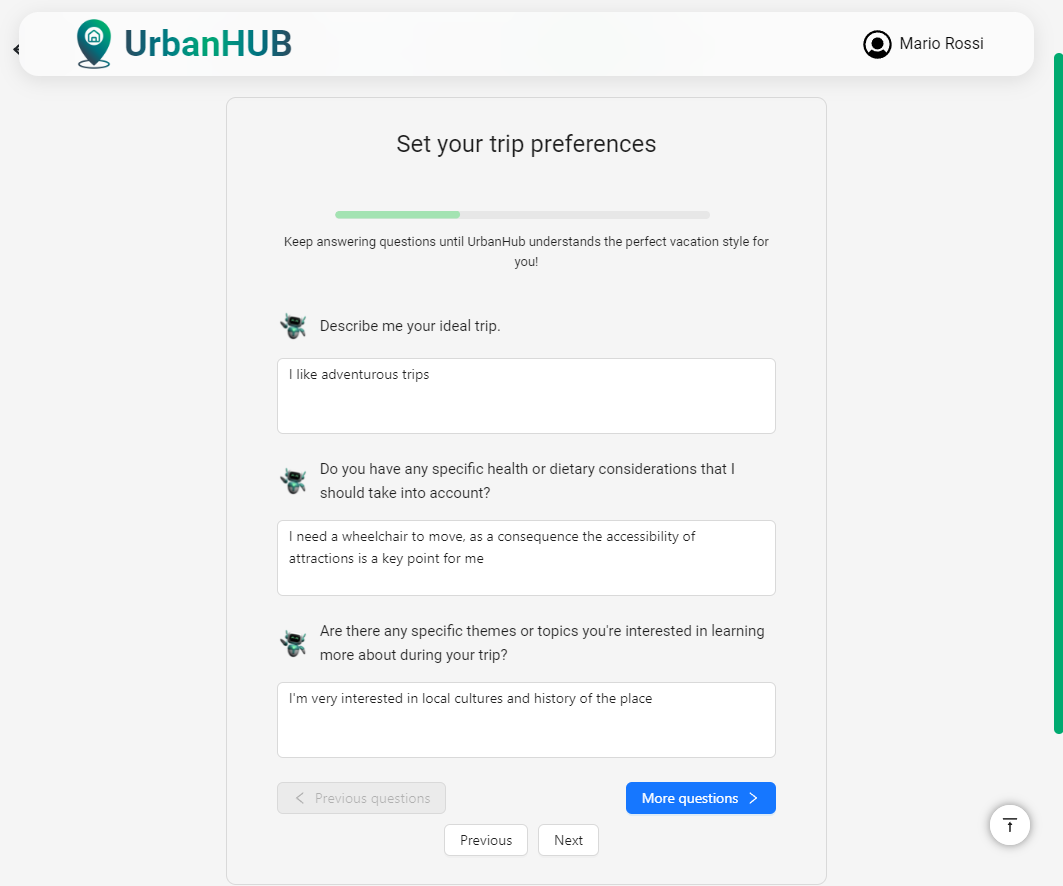 UrbanHUB
Mario Rossi
Set your trip preferences
Keep answering questions until UrbanHub understands the perfect vacation style for
you!
Describe me your ideal trip.
I like adventurous trips
Do you have any specific health or dietary considerations that I
should take into account?
I need a wheelchair to move, as a consequence the accessibility of
attractions is a key point for me
Are there any specific themes or topics you're interested in learning
more about during your trip?
I'm very interested in local cultures and history of the place
Previous questions
More questions
Previous
Next